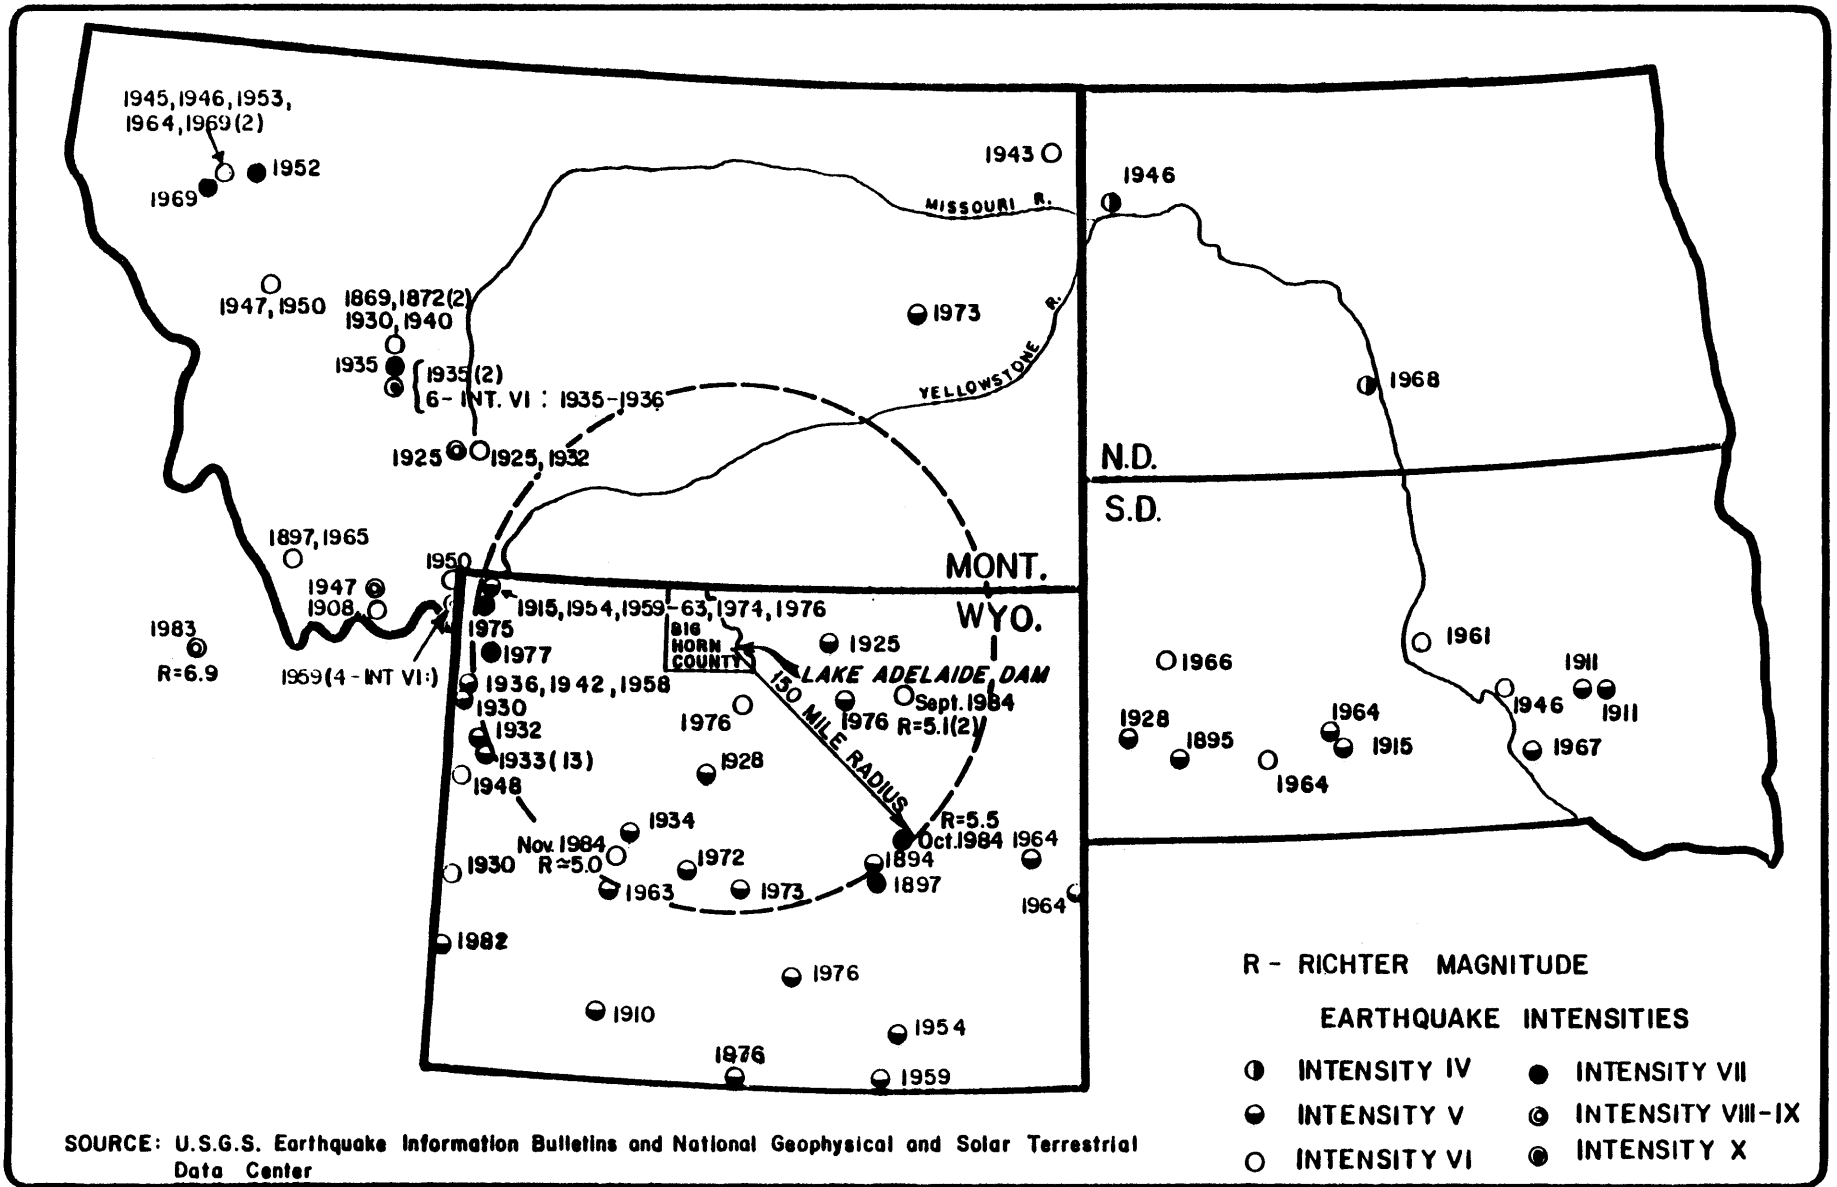 1945, 1946, 1953,
1964, 1969(2)
1952
1969
1943
1946
MISSOURI R.
1947, 1950
1869, 1872(2)
1930, 1940
1973
YELLOWSTONE R.
1935
1935(2)
6- INT. VI : 1935-1936
1968
1925
1925, 1932
N.D.
S.D.
1897, 1965
1950
MONT.
1947
1908
1915, 1954, 1959-63, 1974, 1976
WYO.
1983
R=6.9
1975
BIG
HORN
COUNTY
1925
1961
1977
1959(4-INT VI:)
1936, 1942, 1958
LAKE ADELAIDE DAM
1966
1911
1930
1976
150 MILE RADIUS
1976
Sept. 1984
R=5.1(2)
1946
1911
1932
1928
1964
1933(13)
1895
1915
1967
1948
1928
1964
1934
R=5.5
Oct. 1984
1964
Nov. 1984
R≃5.0
1972
1894
1930
1963
1973
1897
1964
1982
1976
1910
1954
1976
1959
R - RICHTER MAGNITUDE
EARTHQUAKE INTENSITIES
INTENSITY IV
INTENSITY V
INTENSITY VI
INTENSITY VII
INTENSITY VIII-IX
INTENSITY X
SOURCE: U.S.G.S. Earthquake Information Bulletins and National Geophysical and Solar Terrestrial
Data Center